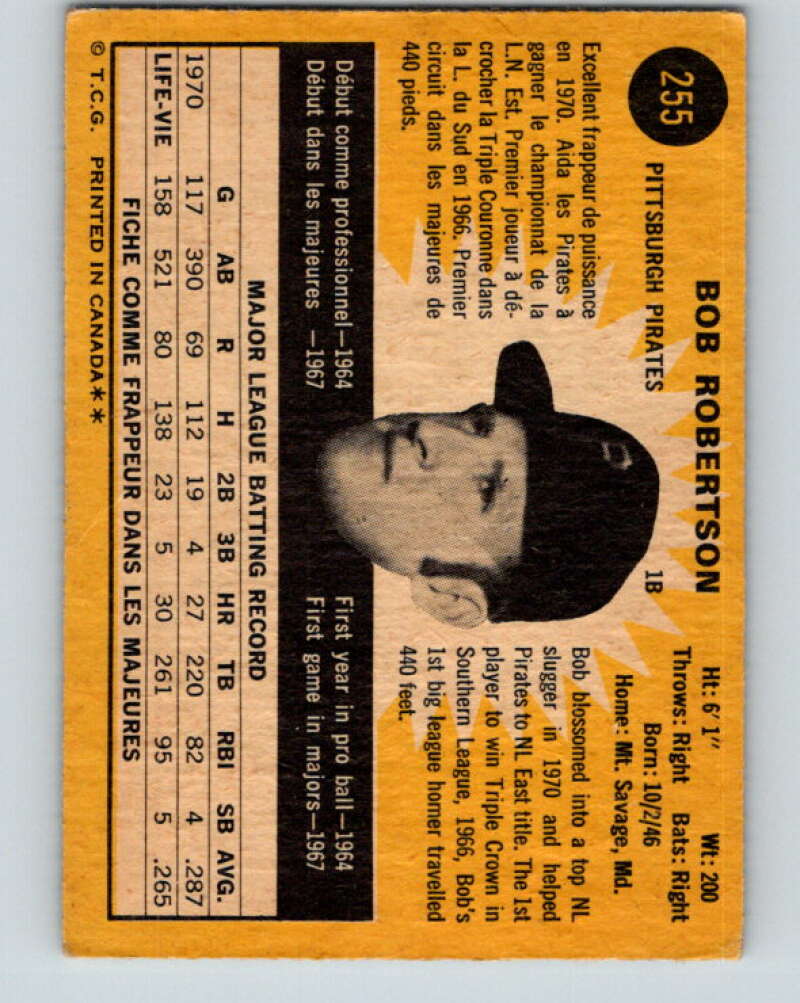 255
BOB ROBERTSON
PITTSBURGH PIRATES
1B
Ht: 6' 1" Wt: 200
Throws: Right Bats: Right
Born: 10/2/46
Home: Mt. Savage, Md.
Excellent frappeur de puissance
en 1970. Aida les Pirates à
gagner le championnat de la
L.N. Est. Premier joueur à dé-
crocher la Triple Couronne dans
la L. du Sud en 1966. Premier
circuit dans les majeures de
440 pieds.
Bob blossomed into a top NL
slugger in 1970 and helped
Pirates to NL East title. The 1st
player to win Triple Crown in
Southern League, 1966, Bob's
1st big league homer travelled
440 feet.
Début comme professionnel—1964
Début dans les majeures —1967
First year in pro ball—1964
First game in majors—1967
MAJOR LEAGUE BATTING RECORD
G AB R H 2B 3B HR TB RBI SB AVG.
1970 117 390 69 112 19 4 27 220 82 4 .287
LIFE-VIE 158 521 80 138 23 5 30 261 95 5 .265
FICHE COMME FRAPPEUR DANS LES MAJEURES
© T.C.G. PRINTED IN CANADA**